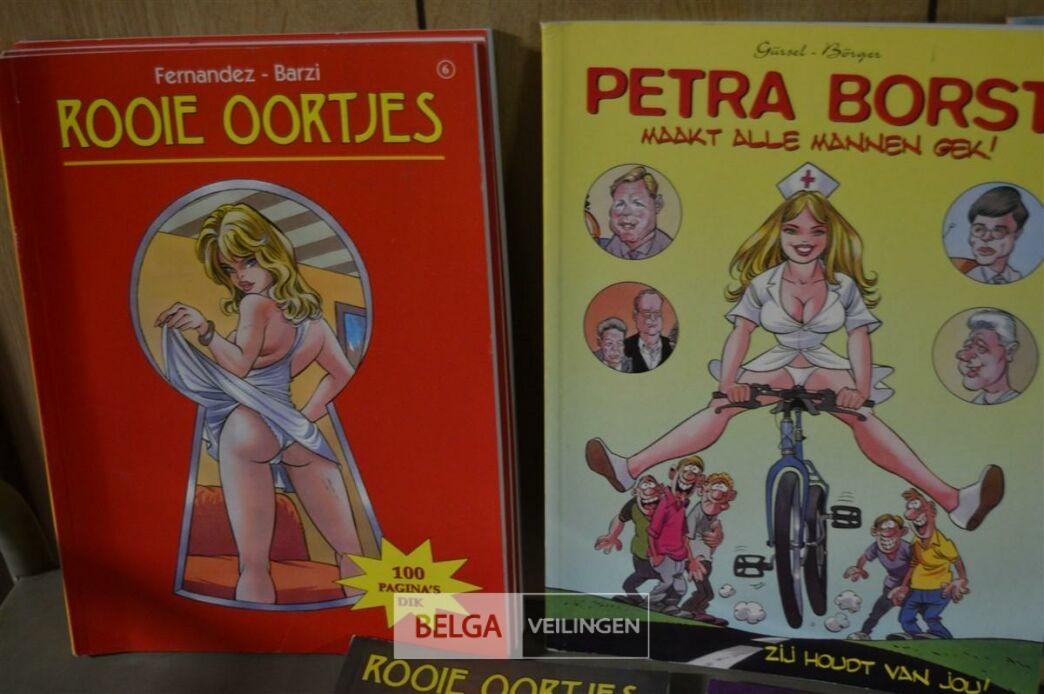 Fernandez - Barzi
6
ROOIE OORTJES
100
PAGINA'S
DIK
Gürsel - Börger
PETRA BORST
MAAKT ALLE MANNEN GEK!
ZIJ HOUDT VAN JOU!
BELGA VEILINGEN
ROOIE OORTJES